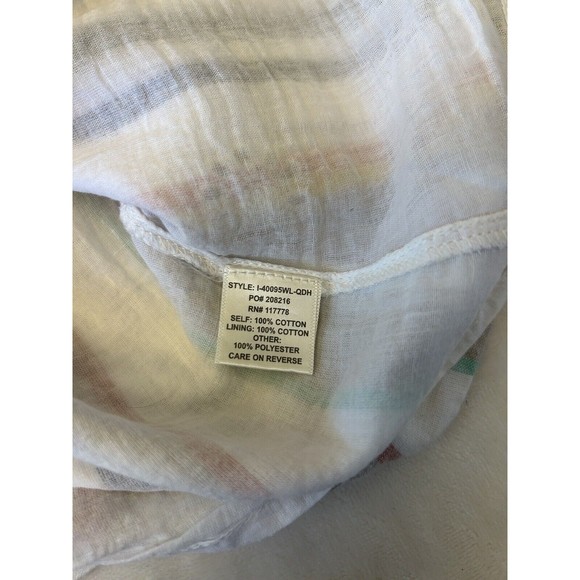 STYLE: I-40095WL-QDH
PO# 208216
RN# 117778
SELF: 100% COTTON
LINING: 100% COTTON
OTHER:
100% POLYESTER
CARE ON REVERSE